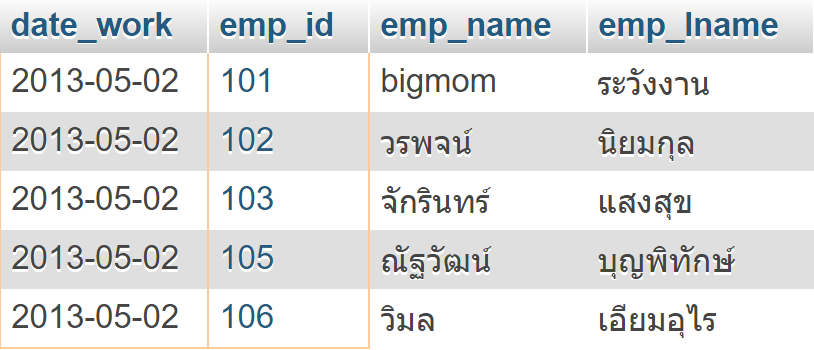 date_work emp_id emp_name emp_lname
2013-05-02 101 bigmom ระวังงาน
2013-05-02 102 วรพจน์ นิยมกุล
2013-05-02 103 จักรินทร์ แสงสุข
2013-05-02 105 ณัฐวัฒน์ บุญพิทักษ์
2013-05-02 106 วิมล เอียมอุไร